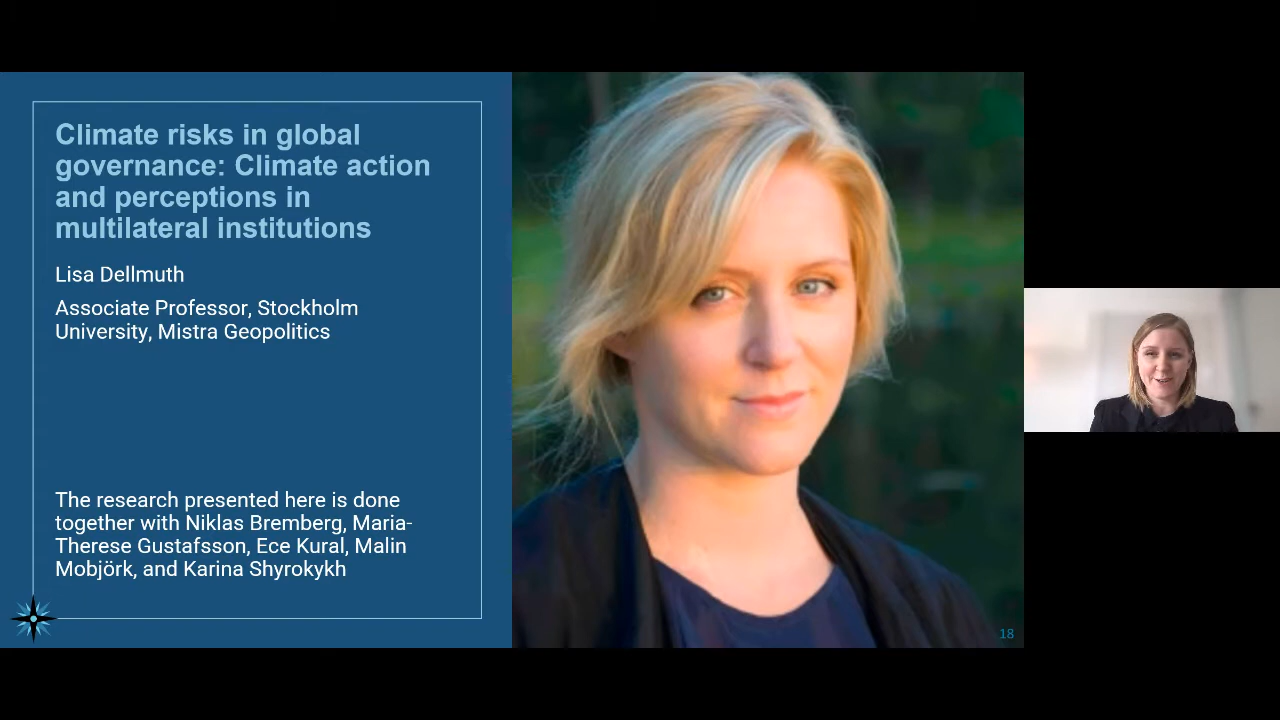 Climate risks in global
governance: Climate action
and perceptions in
multilateral institutions
Lisa Dellmuth
Associate Professor, Stockholm
University, Mistra Geopolitics
The research presented here is done
together with Niklas Bremberg, Maria-
Therese Gustafsson, Ece Kural, Malin
Mobjörk, and Karina Shyrokykh
18